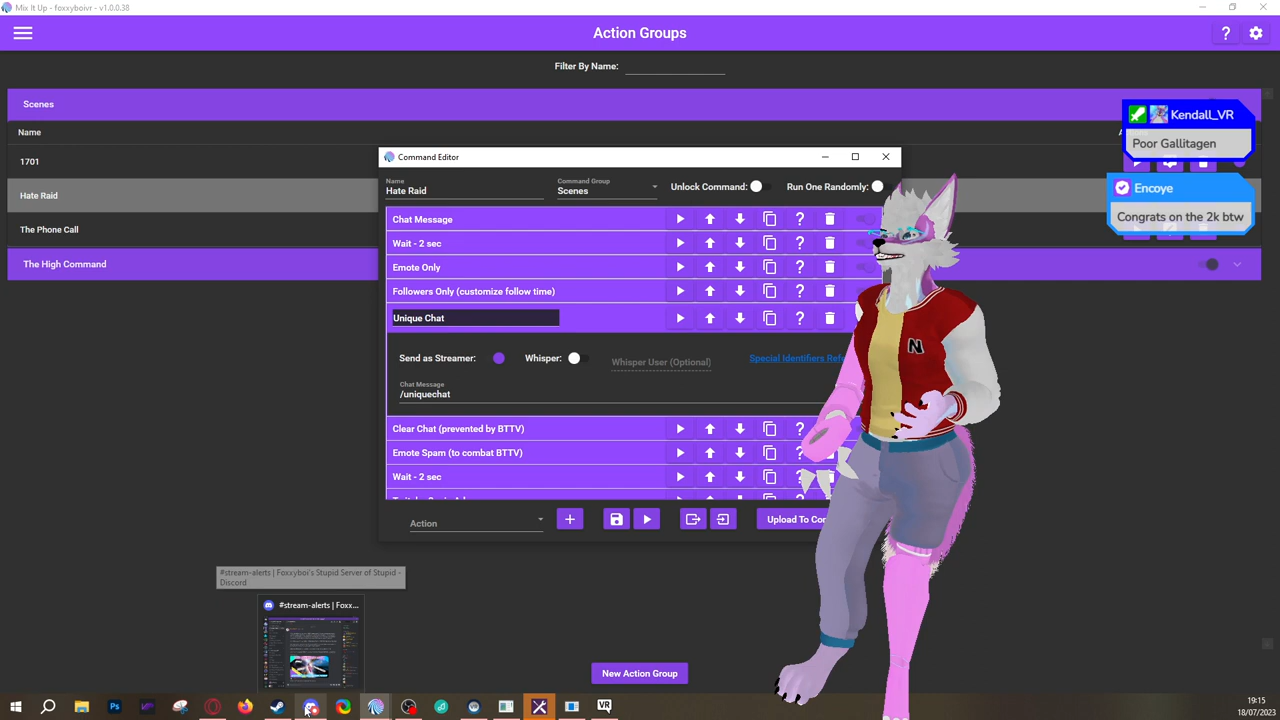 Mix It Up - foxxyboivr - v1.0.0.38
Action Groups
?
Filter By Name:
Scenes
Name
1701
Hate Raid
The Phone Call
The High Command
Kendall_VR
Poor Gallitagen
Encoye
Congrats on the 2k btw
Command Editor
Name
Hate Raid
Command Group
Scenes
Unlock Command:
Run One Randomly:
Chat Message
?
Wait - 2 sec
?
Emote Only
?
Followers Only (customize follow time)
?
Unique Chat
?
Send as Streamer:
Whisper:
Whisper User (Optional)
Special Identifiers
Chat Message
/uniquechat
Clear Chat (prevented by BTTV)
?
Emote Spam (to combat BTTV)
?
Wait - 2 sec
?
Action
Upload To
N
#stream-alerts | Foxxyboi's Stupid Server of Stupid -
Discord
#stream-alerts | Foxx...
New Action Group
Ps
VR
19:15
18/07/2023